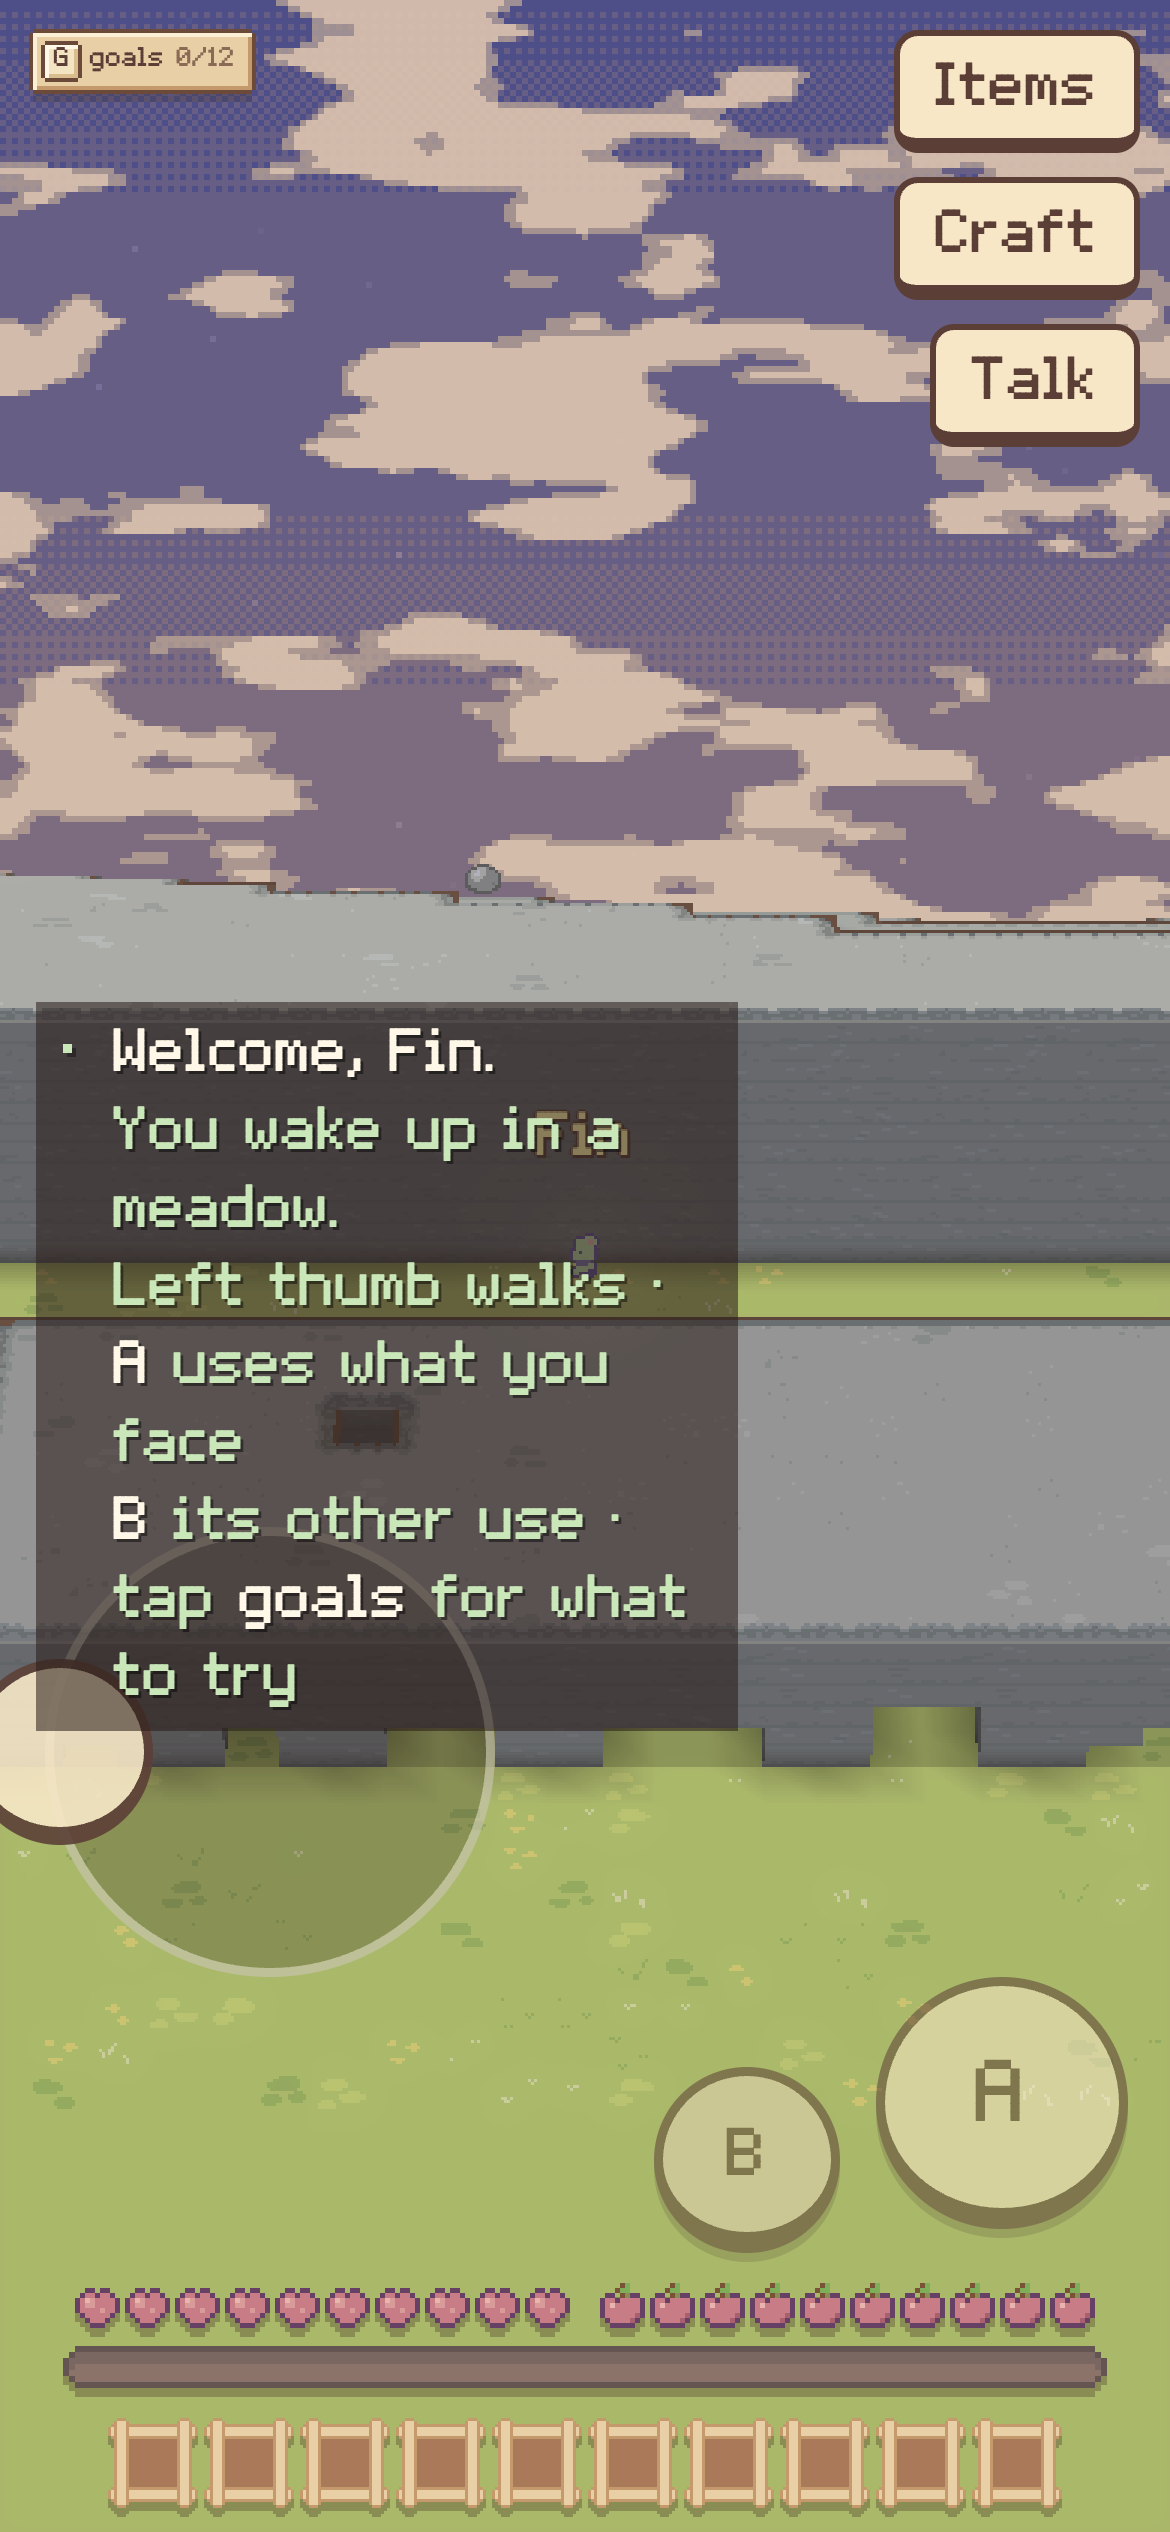 G goals 0/12
Items
Craft
Talk
· Welcome, Fin.
You wake up in a
meadow.
Fin
Left thumb walks ·
A uses what you
face
B its other use ·
tap goals for what
to try
A
B